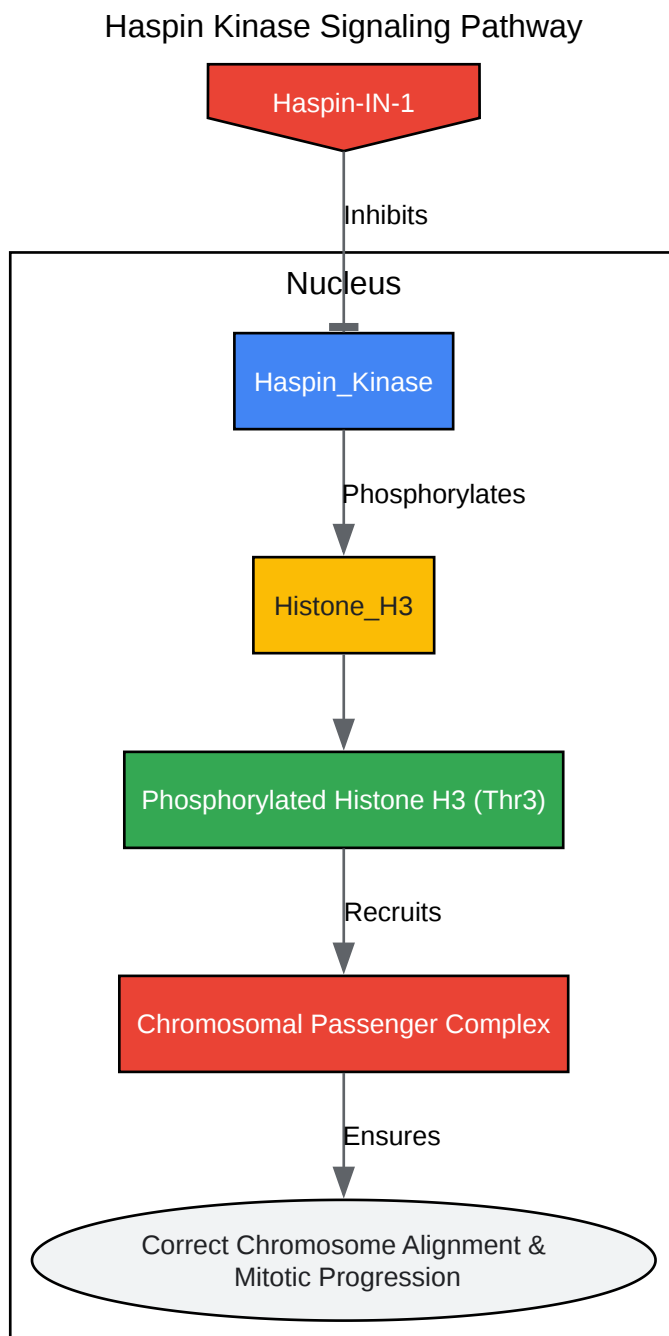 Haspin Kinase Signaling Pathway
Haspin-IN-1
Inhibits
Nucleus
Haspin_Kinase
Phosphorylates
Histone_H3
Phosphorylated Histone H3 (Thr3)
Recruits
Chromosomal Passenger Complex
Ensures
Correct Chromosome Alignment &
Mitotic Progression